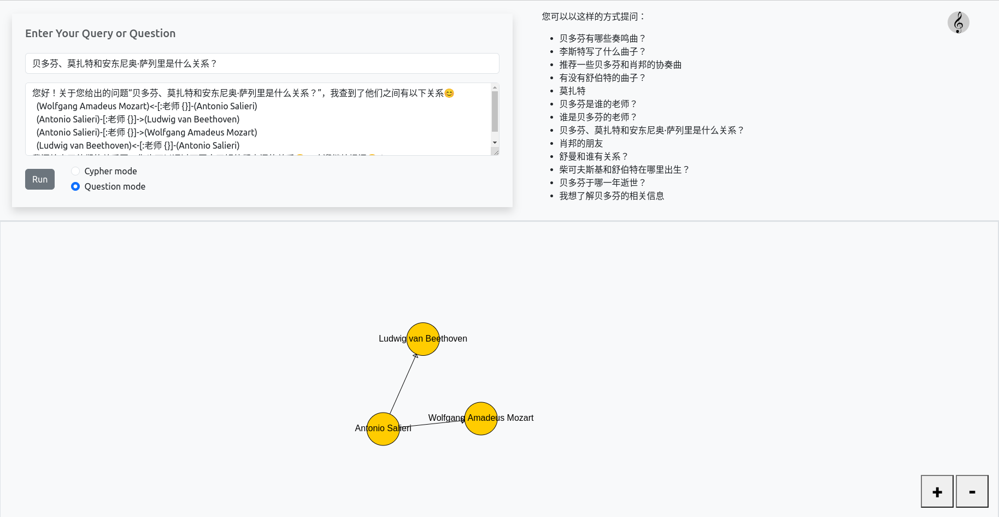 Enter Your Query or Question
贝多芬、莫扎特和安东尼奥·萨列里是什么关系？
您好！关于您给出的问题“贝多芬、莫扎特和安东尼奥·萨列里是什么关系？”，我查到了他们之间有以下关系😊
(Wolfgang Amadeus Mozart)<-[:老师 {}]-(Antonio Salieri)
(Antonio Salieri)-[:老师 {}]->(Ludwig van Beethoven)
(Antonio Salieri)-[:老师 {}]->(Wolfgang Amadeus Mozart)
(Ludwig van Beethoven)<-[:老师 {}]-(Antonio Salieri)
Run
Cypher mode
Question mode
您可以以这样的方式提问：
• 贝多芬有哪些奏鸣曲？
• 李斯特写了什么曲子？
• 推荐一些贝多芬和肖邦的协奏曲
• 有没有舒伯特的曲子？
• 莫扎特
• 贝多芬是谁的老师？
• 谁是贝多芬的老师？
• 贝多芬、莫扎特和安东尼奥·萨列里是什么关系？
• 肖邦的朋友
• 舒曼和谁有关系？
• 柴可夫斯基和舒伯特在哪里出生？
• 贝多芬于哪一年逝世？
• 我想了解贝多芬的相关信息
Ludwig van Beethoven
Wolfgang Amadeus Mozart
Antonio Salieri
+ -